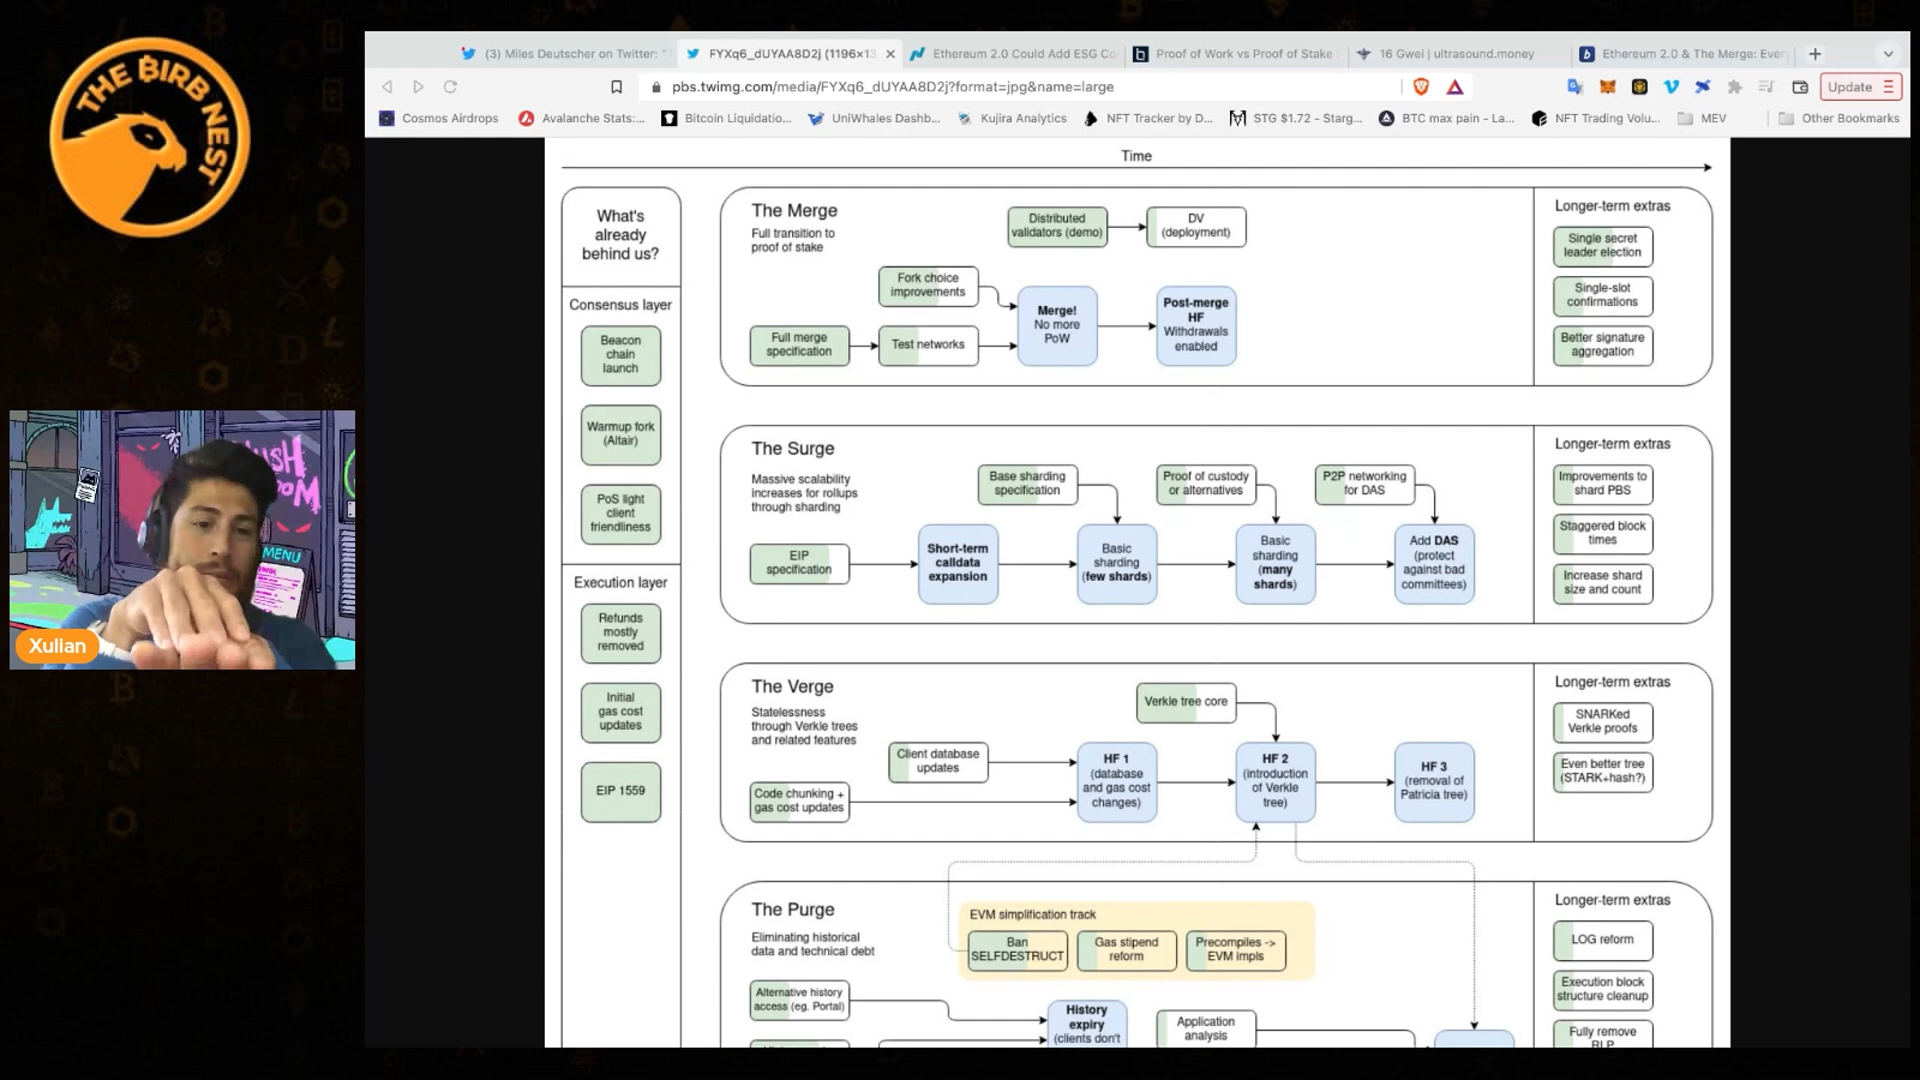 THE BIRB NEST
(3) Miles Deutscher on Twitter: "T
FYXq6_dUYAA8D2j (1196×13
Ethereum 2.0 Could Add ESG Co
Proof of Work vs Proof of Stake
16 Gwei | ultrasound.money
Ethereum 2.0 & The Merge: Ever
pbs.twimg.com/media/FYXq6_dUYAA8D2j?format=jpg&name=large
Update
Cosmos Airdrops
Avalanche Stats:...
Bitcoin Liquidatio...
UniWhales Dashb...
Kujira Analytics
NFT Tracker by D...
STG $1.72 - Starg...
BTC max pain - La...
NFT Trading Volu...
MEV
Other Bookmarks
Time
What's
already
behind us?
Consensus layer
Beacon
chain
launch
Warmup fork
(Altair)
PoS light
client
friendliness
Execution layer
Refunds
mostly
removed
Initial
gas cost
updates
EIP 1559
The Merge
Full transition to
proof of stake
Distributed
validators (demo)
DV
(deployment)
Fork choice
improvements
Full merge
specification
Test networks
Merge!
No more
PoW
Post-merge
HF
Withdrawals
enabled
Longer-term extras
Single secret
leader election
Single-slot
confirmations
Better signature
aggregation
The Surge
Massive scalability
increases for rollups
through sharding
Base sharding
specification
Proof of custody
or alternatives
P2P networking
for DAS
EIP
specification
Short-term
calldata
expansion
Basic
sharding
(few shards)
Basic
sharding
(many
shards)
Add DAS
(protect
against bad
committees)
Longer-term extras
Improvements to
shard PBS
Staggered block
times
Increase shard
size and count
The Verge
Statelessness
through Verkle trees
and related features
Verkle tree core
Client database
updates
Code chunking +
gas cost updates
HF 1
(database
and gas cost
changes)
HF 2
(introduction
of Verkle
tree)
HF 3
(removal of
Patricia tree)
Longer-term extras
SNARKed
Verkle proofs
Even better tree
(STARK+hash?)
The Purge
Eliminating historical
data and technical debt
EVM simplification track
Ban
SELFDESTRUCT
Gas stipend
reform
Precompiles ->
EVM impls
Alternative history
access (eg. Portal)
History
expiry
(clients don't
Application
analysis
Longer-term extras
LOG reform
Execution block
structure cleanup
Fully remove
RLP
MENU
Xulian